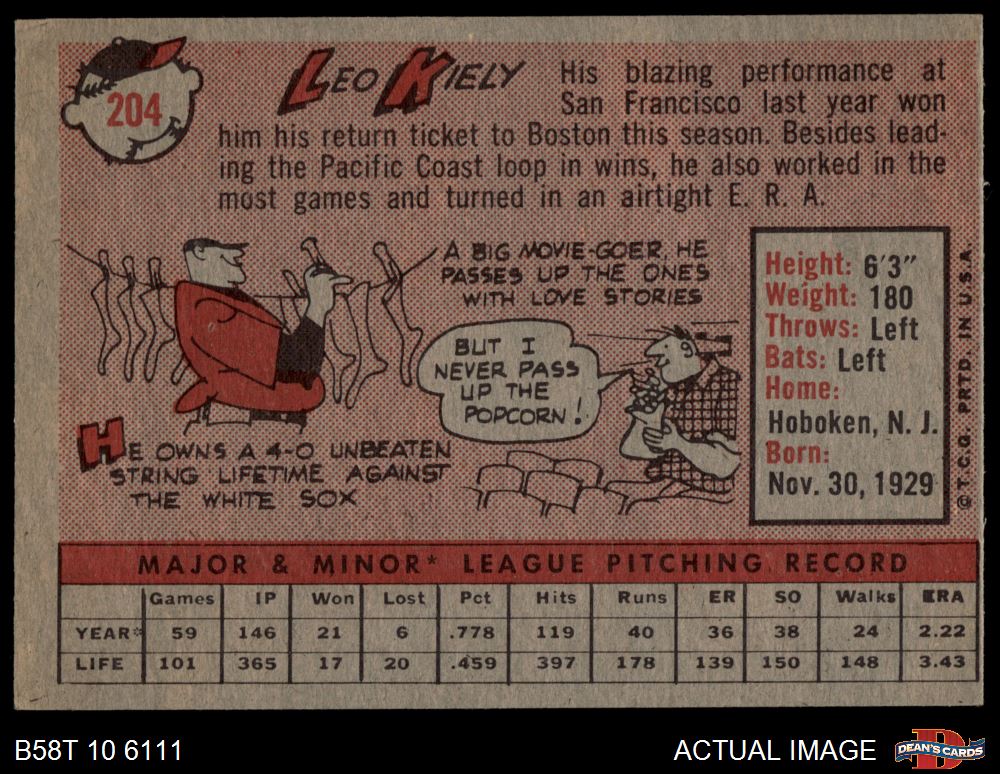 204
LEO KIELY
His blazing performance at
San Francisco last year won
him his return ticket to Boston this season. Besides lead-
ing the Pacific Coast loop in wins, he also worked in the
most games and turned in an airtight E. R. A.
A BIG MOVIE-GOER, HE
PASSES UP THE ONES
WITH LOVE STORIES
BUT I
NEVER PASS
UP THE
POPCORN!
HE OWNS A 4-0 UNBEATEN
STRING LIFETIME AGAINST
THE WHITE SOX
Height: 6'3"
Weight: 180
Throws: Left
Bats: Left
Home:
Hoboken, N. J.
Born:
Nov. 30, 1929
© T.C.G. PRTD. IN U.S.A.
MAJOR & MINOR* LEAGUE PITCHING RECORD
Games IP Won Lost Pct Hits Runs ER SO Walks ERA
YEAR* 59 146 21 6 .778 119 40 36 38 24 2.22
LIFE 101 365 17 20 .459 397 178 139 150 148 3.43
B58T 10 6111
ACTUAL IMAGE
DEAN'S CARDS